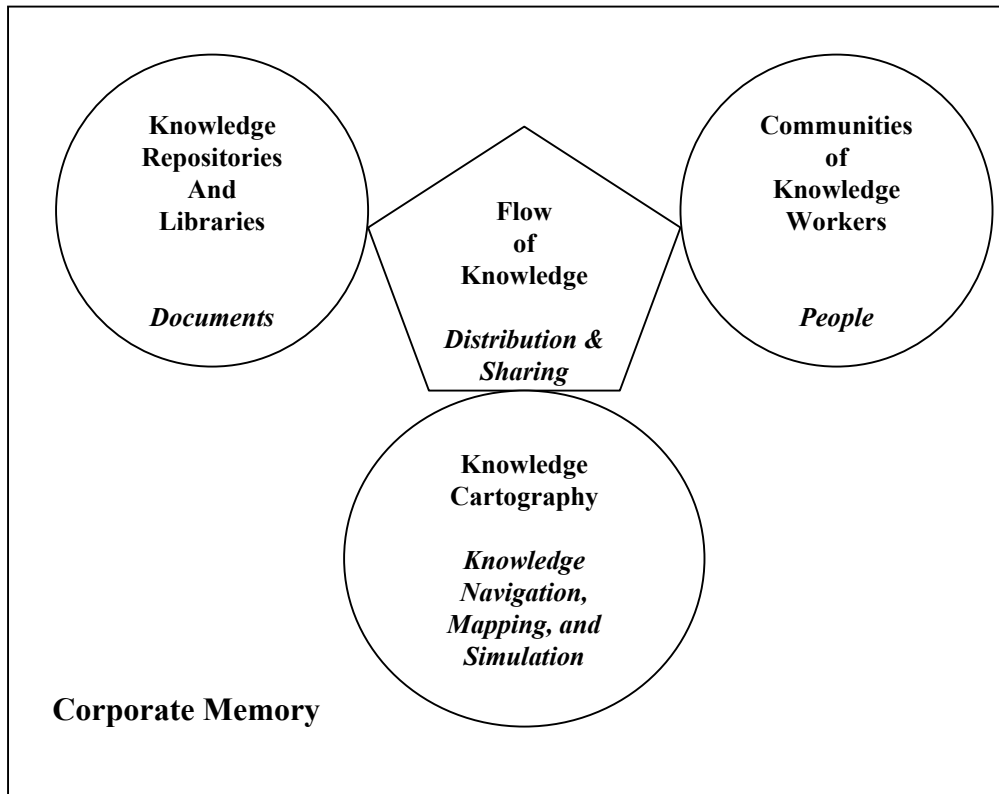 Knowledge
Repositories
And
Libraries
Documents
Flow
of
Knowledge
Distribution &
Sharing
Communities
of
Knowledge
Workers
People
Knowledge
Cartography
Knowledge
Navigation,
Mapping, and
Simulation
Corporate Memory